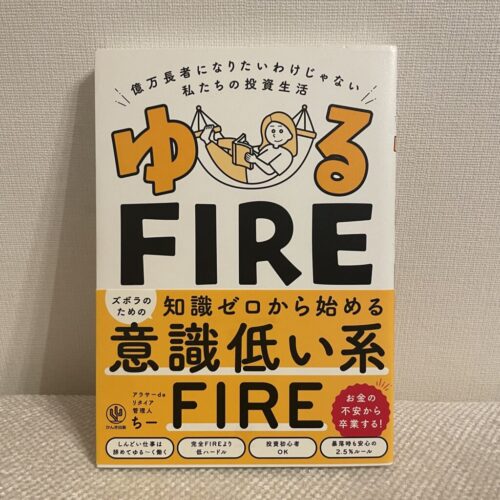 億万長者になりたいわけじゃない
私たちの投資生活
ゆる
FIRE
ズボラの
ための
知識ゼロから始める
意識低い系
FIRE
アラサーde
リタイア
管理人
ちー
お金の
不安から
卒業する!
かんき出版
しんどい仕事は
辞めてゆる〜く働く
完全FIREより
低ハードル
投資初心者
OK
暴落時も安心の
2.5%ルール